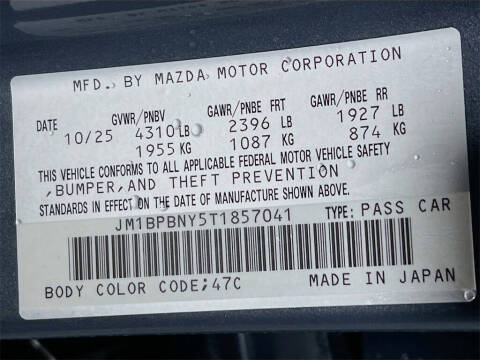 MFD. BY MAZDA MOTOR CORPORATION
DATE GVWR/PNBV GAWR/PNBE FRT GAWR/PNBE RR
10/25 4310LB 2396 LB 1927 LB
1955 KG 1087 KG 874 KG
THIS VEHICLE CONFORMS TO ALL APPLICABLE FEDERAL MOTOR VEHICLE SAFETY
,BUMPER,AND THEFT PREVENTION
STANDARDS IN EFFECT ON THE DATE OF MANUFACTURE SHOWN ABOVE.
JM1BPBNY5T1857041 TYPE: PASS CAR
BODY COLOR CODE;47C MADE IN JAPAN